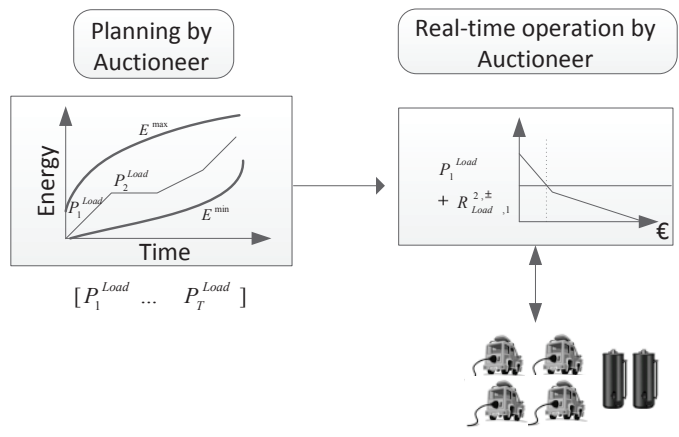 Planning by
Auctioneer
Real-time operation by
Auctioneer
Energy
E^max
P_2^Load
P_1^Load
E^min
Time
[P_1^Load ... P_T^Load ]
P_1^Load
+ R_Load ,1^2,±
€